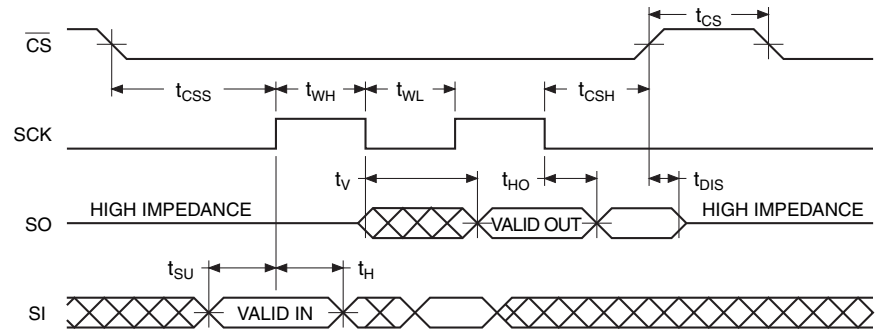 CS
t_CS
t_CSS
t_WH
t_WL
t_CSH
SCK
t_V
t_HO
t_DIS
HIGH IMPEDANCE
SO
VALID OUT
HIGH IMPEDANCE
t_SU
t_H
SI
VALID IN